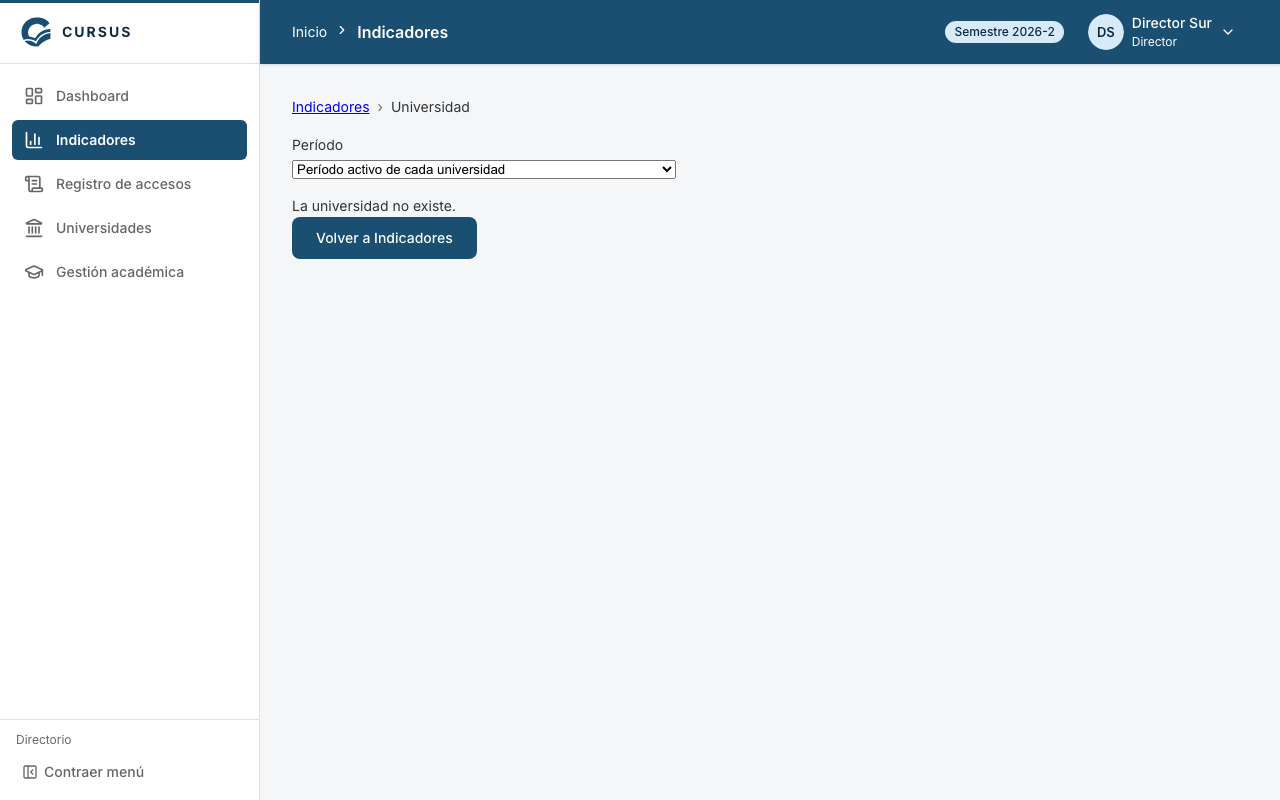 CURSUS
Inicio > Indicadores
Semestre 2026-2
DS
Director Sur
Director
Dashboard
Indicadores
Registro de accesos
Universidades
Gestión académica
Indicadores › Universidad
Período
Período activo de cada universidad
La universidad no existe.
Volver a Indicadores
Directorio
Contraer menú